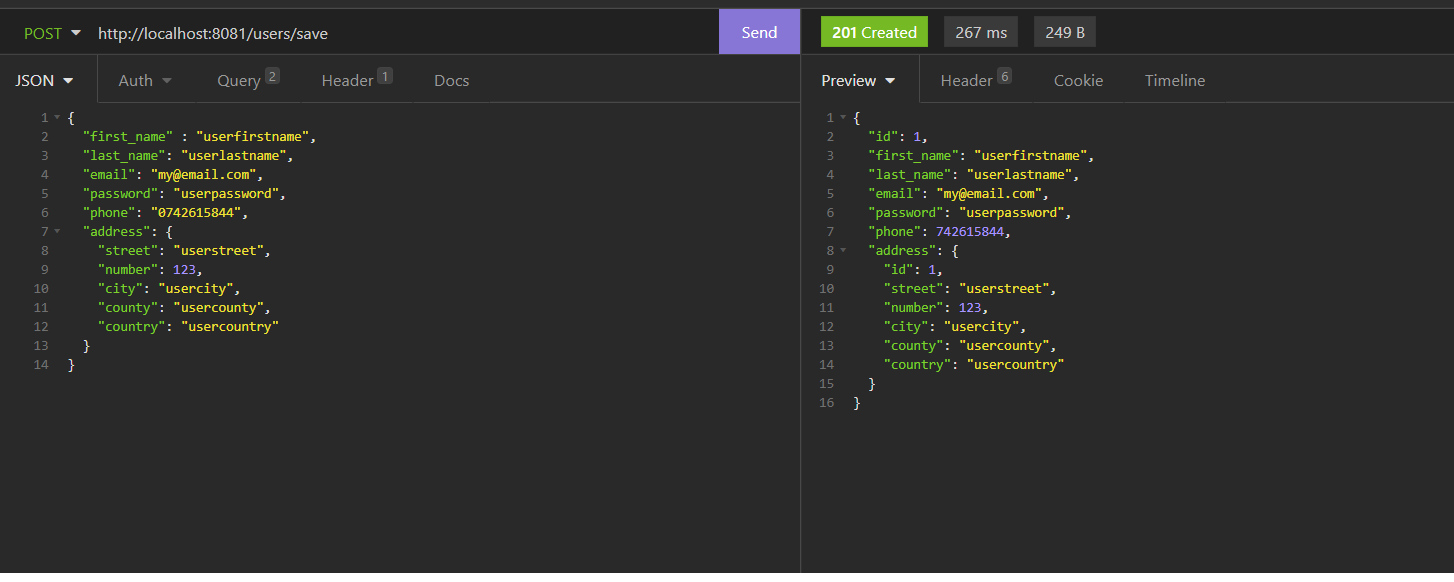 POST http://localhost:8081/users/save Send 201 Created 267 ms 249 B
JSON Auth Query 2 Header 1 Docs Preview Header 6 Cookie Timeline
1 {
2 "first_name" : "userfirstname",
3 "last_name": "userlastname",
4 "email": "my@email.com",
5 "password": "userpassword",
6 "phone": "0742615844",
7 "address": {
8 "street": "userstreet",
9 "number": 123,
10 "city": "usercity",
11 "county": "usercounty",
12 "country": "usercountry"
13 }
14 }
1 {
2 "id": 1,
3 "first_name": "userfirstname",
4 "last_name": "userlastname",
5 "email": "my@email.com",
6 "password": "userpassword",
7 "phone": 742615844,
8 "address": {
9 "id": 1,
10 "street": "userstreet",
11 "number": 123,
12 "city": "usercity",
13 "county": "usercounty",
14 "country": "usercountry"
15 }
16 }